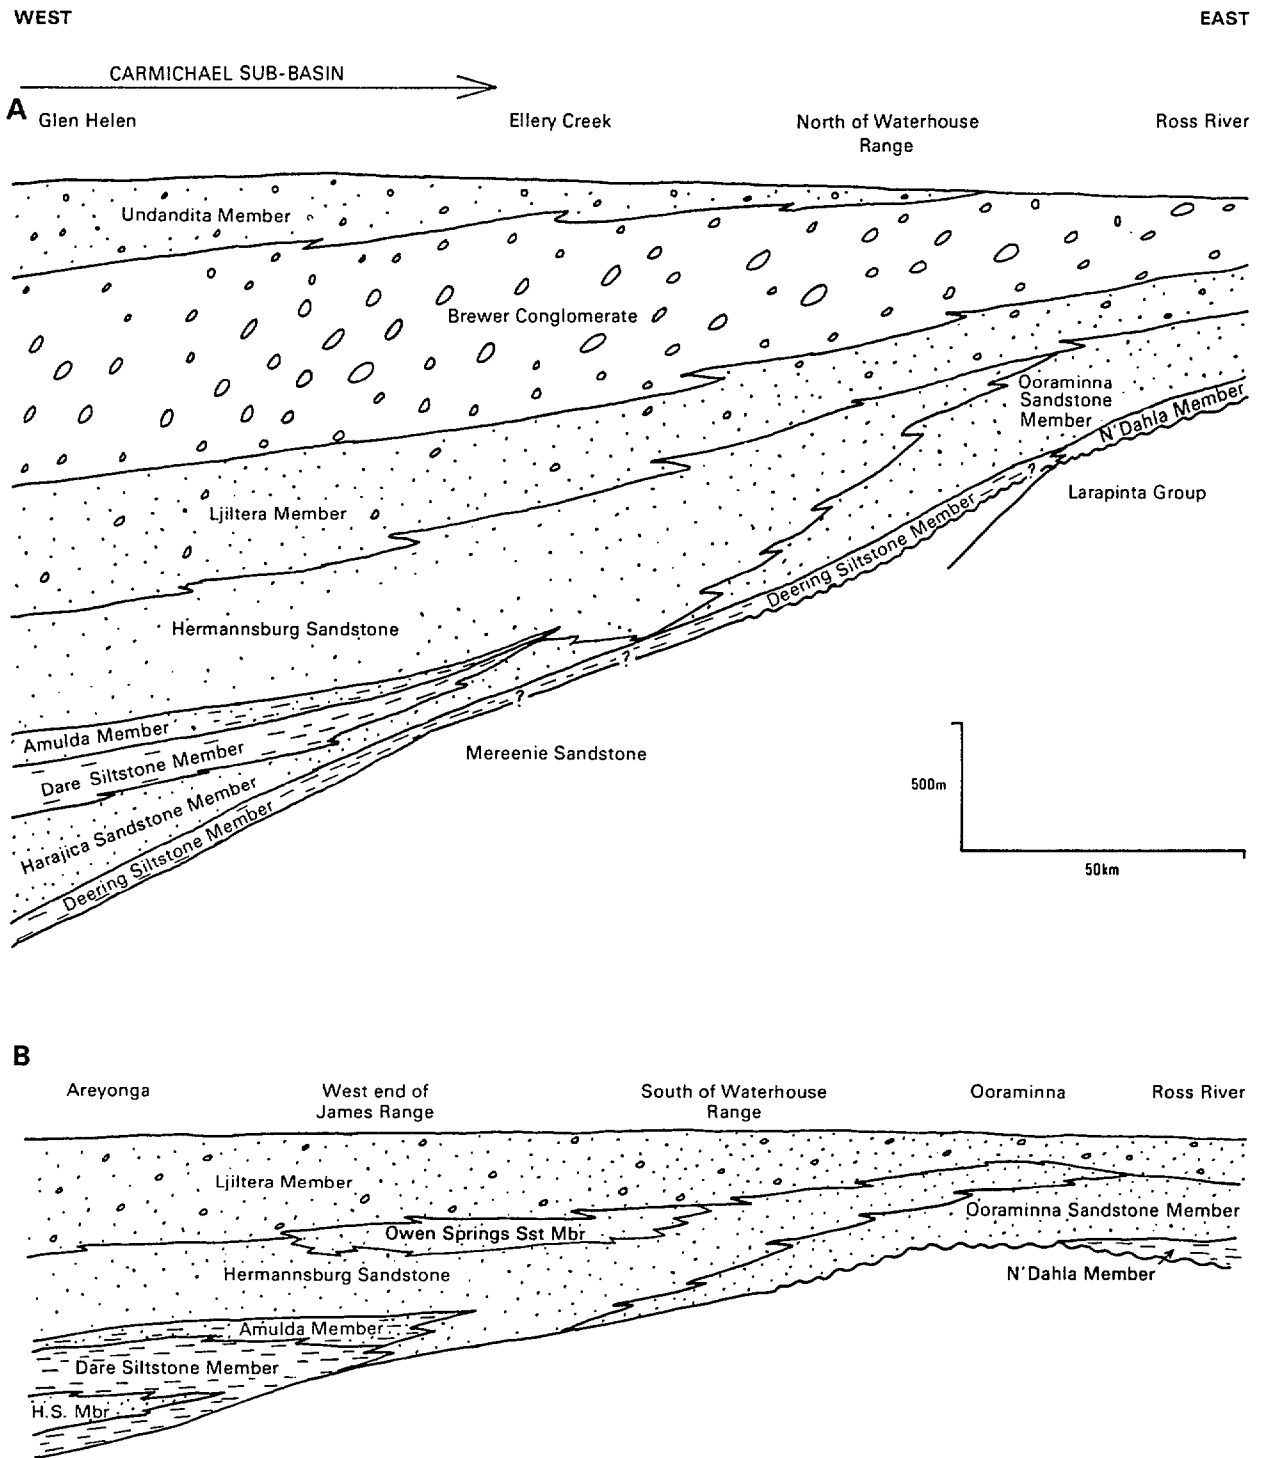 WEST
EAST
CARMICHAEL SUB-BASIN
A
Glen Helen
Ellery Creek
North of Waterhouse
Range
Ross River
Undandita Member
Brewer Conglomerate
Ooraminna
Sandstone
Member
N'Dahla Member
Larapinta Group
Ljiltera Member
?
Deering Siltstone Member
Hermannsburg Sandstone
?
?
Amulda Member
Mereenie Sandstone
Dare Siltstone Member
Harajica Sandstone Member
Deering Siltstone Member
500m
50km
B
Areyonga
West end of
James Range
South of Waterhouse
Range
Ooraminna
Ross River
Ljiltera Member
Owen Springs Sst Mbr
Ooraminna Sandstone Member
Hermannsburg Sandstone
N'Dahla Member
Amulda Member
Dare Siltstone Member
H.S. Mbr